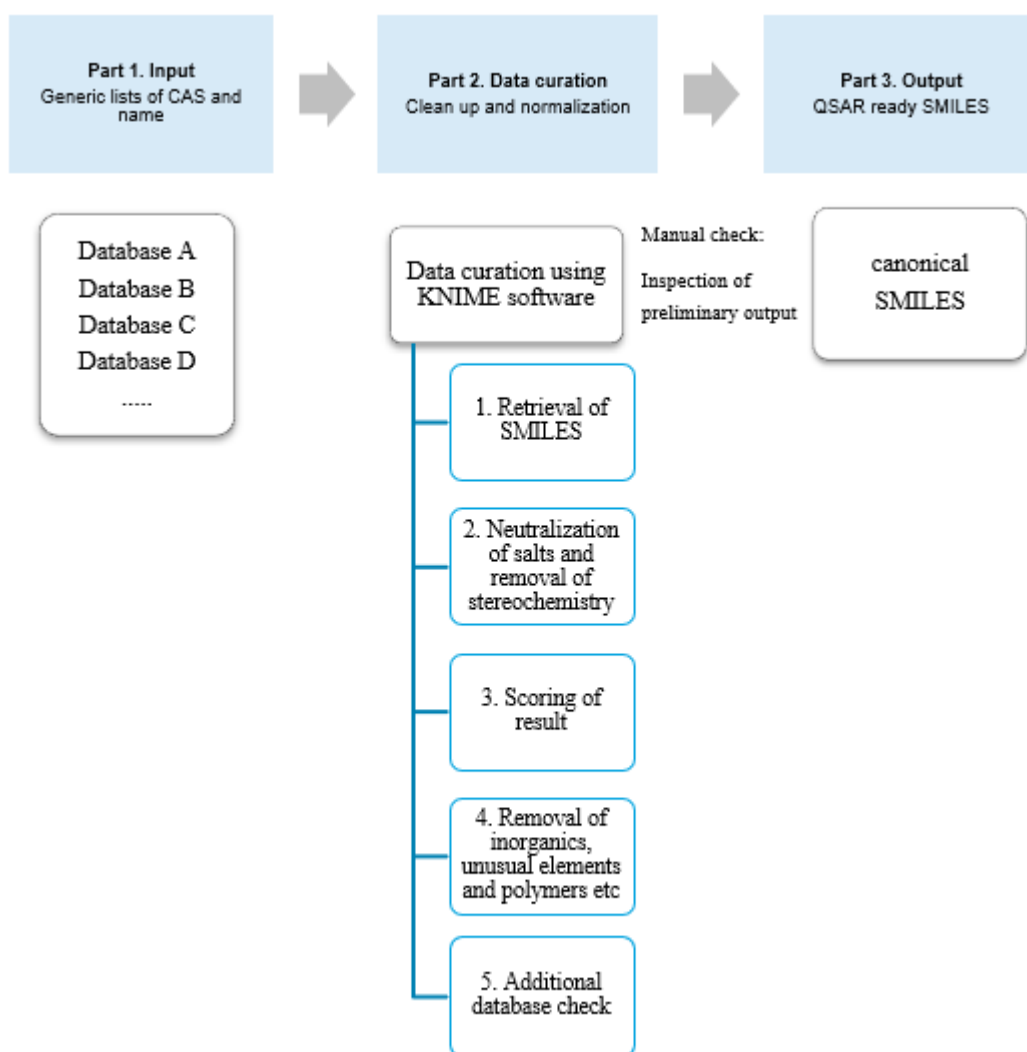 Part 1. Input
Generic lists of CAS and
name
Part 2. Data curation
Clean up and normalization
Part 3. Output
QSAR ready SMILES
Database A
Database B
Database C
Database D
.....
Data curation using
KNIME software
Manual check:
Inspection of
preliminary output
canonical
SMILES
1. Retrieval of
SMILES
2. Neutralization
of salts and
removal of
stereochemistry
3. Scoring of
result
4. Removal of
inorganics,
unusual elements
and polymers etc
5. Additional
database check